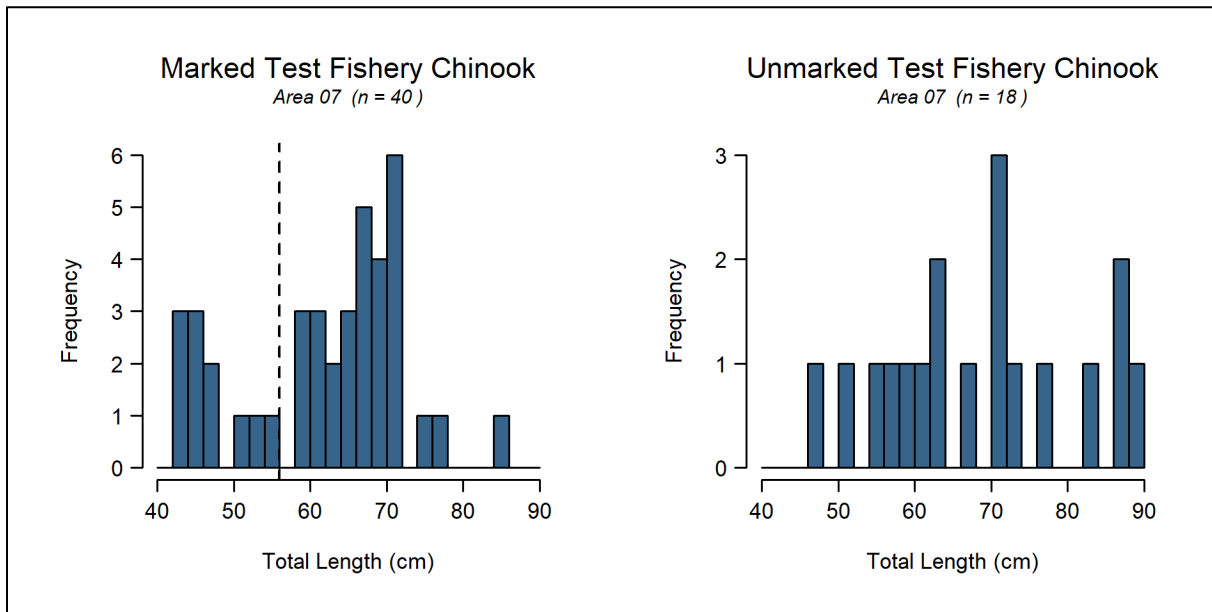 Marked Test Fishery Chinook
Area 07 (n = 40 )
6
5
4
3
2
1
0
Frequency
40 50 60 70 80 90
Total Length (cm)
Unmarked Test Fishery Chinook
Area 07 (n = 18 )
3
2
1
0
Frequency
40 50 60 70 80 90
Total Length (cm)